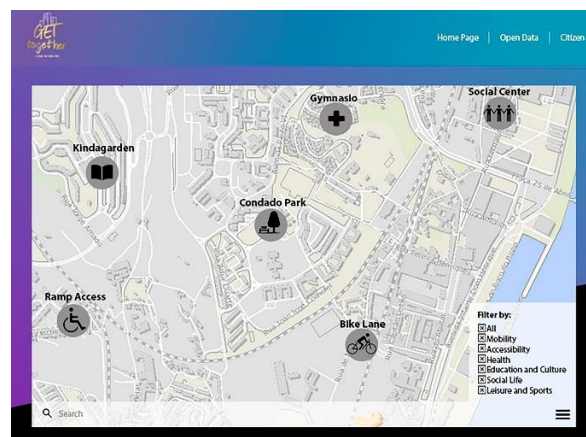 GET
together
Home Page
Open Data
Citizen
Gymnasio
Social Center
Kindagarden
Condado Park
Ramp Access
Bike Lane
Filter by:
All
Mobility
Accessibility
Health
Education and Culture
Social Life
Leisure and Sports
Search